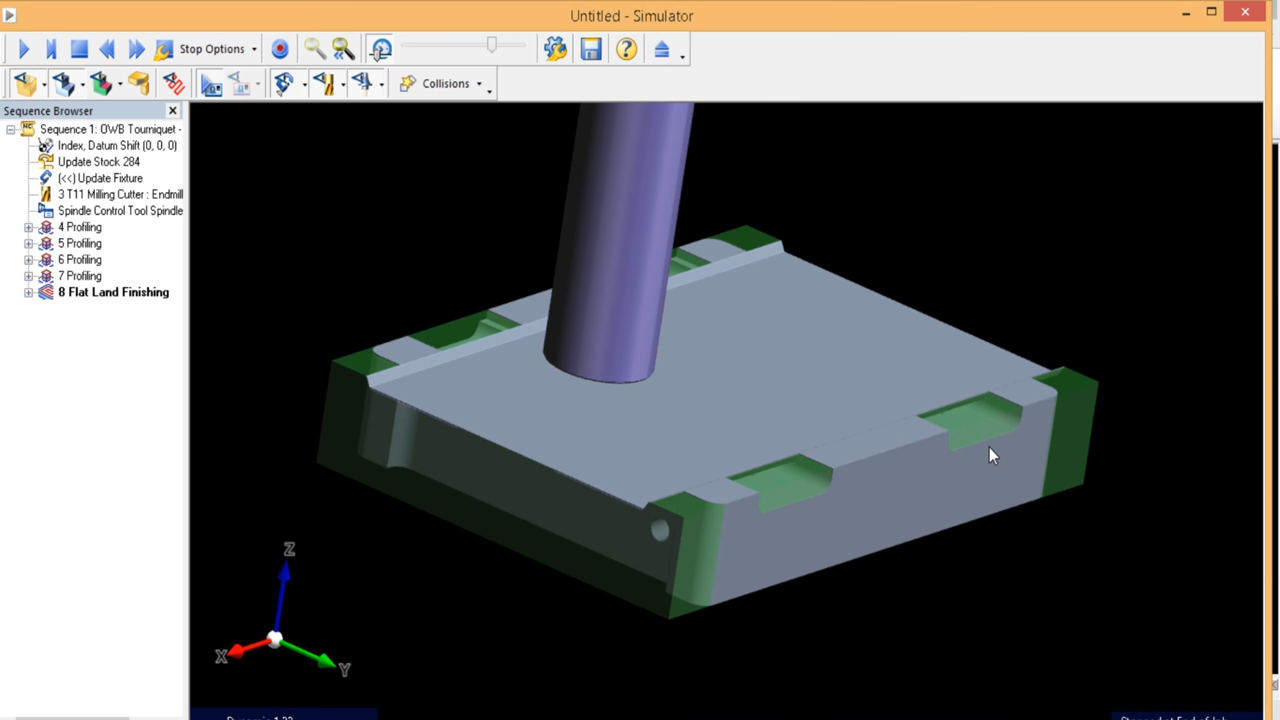 Untitled - Simulator
Stop Options
Collisions
Sequence Browser
Sequence 1: OWB Tourniquet -
Index, Datum Shift (0, 0, 0)
Update Stock 284
(<<) Update Fixture
3 T11 Milling Cutter : Endmill
Spindle Control Tool Spindle
4 Profiling
5 Profiling
6 Profiling
7 Profiling
8 Flat Land Finishing
Z
X
Y